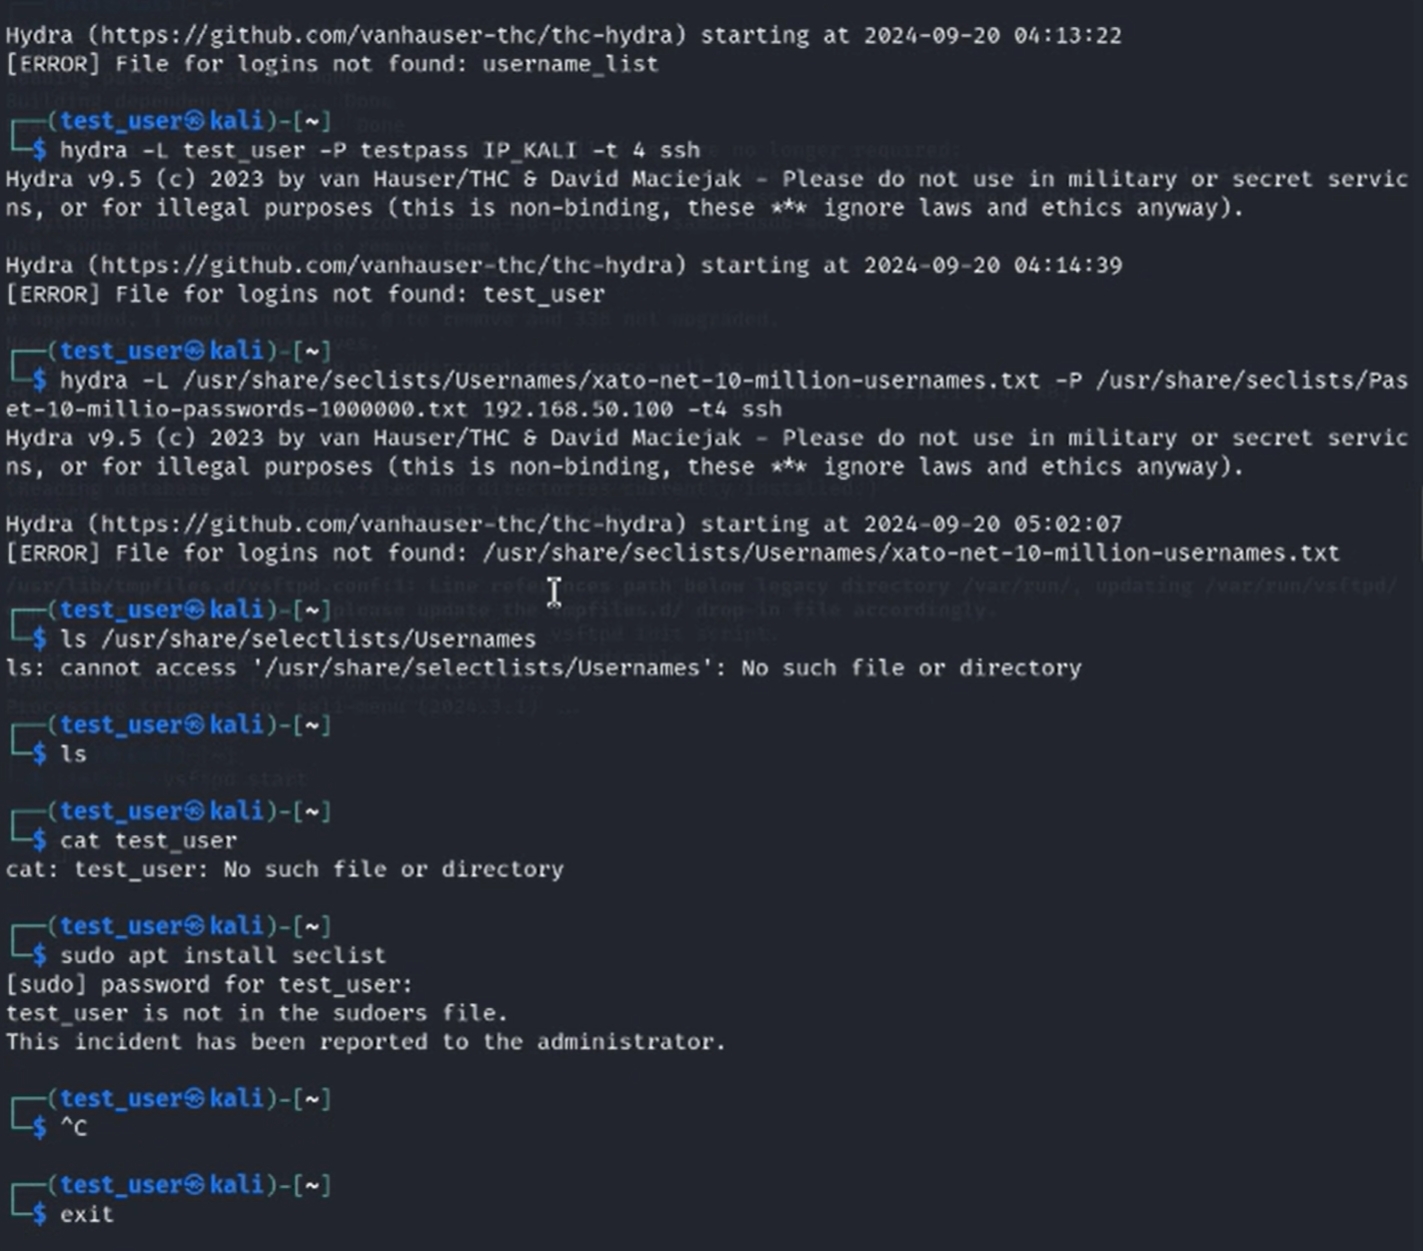 Hydra (https://github.com/vanhauser-thc/thc-hydra) starting at 2024-09-20 04:13:22
[ERROR] File for logins not found: username_list
┌──(test_user㉿kali)-[~]
└─$ hydra -L test_user -P testpass IP_KALI -t 4 ssh
Hydra v9.5 (c) 2023 by van Hauser/THC & David Maciejak - Please do not use in military or secret servic
ns, or for illegal purposes (this is non-binding, these *** ignore laws and ethics anyway).
Hydra (https://github.com/vanhauser-thc/thc-hydra) starting at 2024-09-20 04:14:39
[ERROR] File for logins not found: test_user
┌──(test_user㉿kali)-[~]
└─$ hydra -L /usr/share/seclists/Usernames/xato-net-10-million-usernames.txt -P /usr/share/seclists/Pas
et-10-millio-passwords-1000000.txt 192.168.50.100 -t4 ssh
Hydra v9.5 (c) 2023 by van Hauser/THC & David Maciejak - Please do not use in military or secret servic
ns, or for illegal purposes (this is non-binding, these *** ignore laws and ethics anyway).
Hydra (https://github.com/vanhauser-thc/thc-hydra) starting at 2024-09-20 05:02:07
[ERROR] File for logins not found: /usr/share/seclists/Usernames/xato-net-10-million-usernames.txt
┌──(test_user㉿kali)-[~]
└─$ ls /usr/share/selectlists/Usernames
ls: cannot access '/usr/share/selectlists/Usernames': No such file or directory
┌──(test_user㉿kali)-[~]
└─$ ls
┌──(test_user㉿kali)-[~]
└─$ cat test_user
cat: test_user: No such file or directory
┌──(test_user㉿kali)-[~]
└─$ sudo apt install seclist
[sudo] password for test_user:
test_user is not in the sudoers file.
This incident has been reported to the administrator.
┌──(test_user㉿kali)-[~]
└─$ ^C
┌──(test_user㉿kali)-[~]
└─$ exit